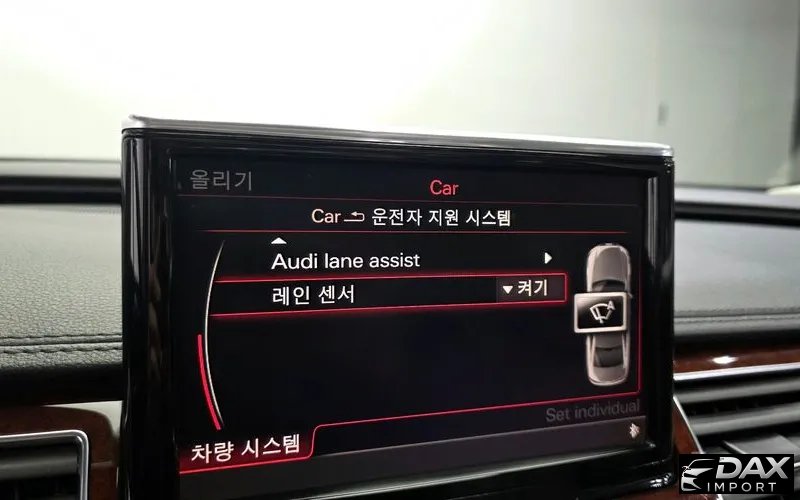 올리기
Car
Car 운전자 지원 시스템
Audi lane assist
레인 센서 켜기
A
Set individual
차량 시스템
DAX
IMPORT